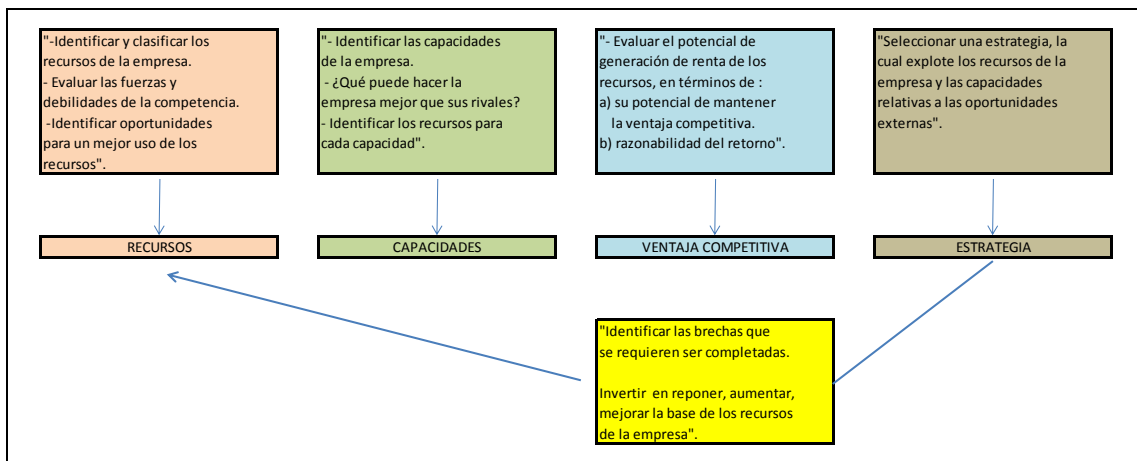 "-Identificar y clasificar los
recursos de la empresa.
- Evaluar las fuerzas y
debilidades de la competencia.
-Identificar oportunidades
para un mejor uso de los
recursos".
"- Identificar las capacidades
de la empresa.
- ¿Qué puede hacer la
empresa mejor que sus rivales?
- Identificar los recursos para
cada capacidad".
"- Evaluar el potencial de
generación de renta de los
recursos, en términos de :
a) su potencial de mantener
la ventaja competitiva.
b) razonabilidad del retorno".
"Seleccionar una estrategia, la
cual explote los recursos de la
empresa y las capacidades
relativas a las oportunidades
externas".
RECURSOS
CAPACIDADES
VENTAJA COMPETITIVA
ESTRATEGIA
"Identificar las brechas que
se requieren ser completadas.
Invertir en reponer, aumentar,
mejorar la base de los recursos
de la empresa".